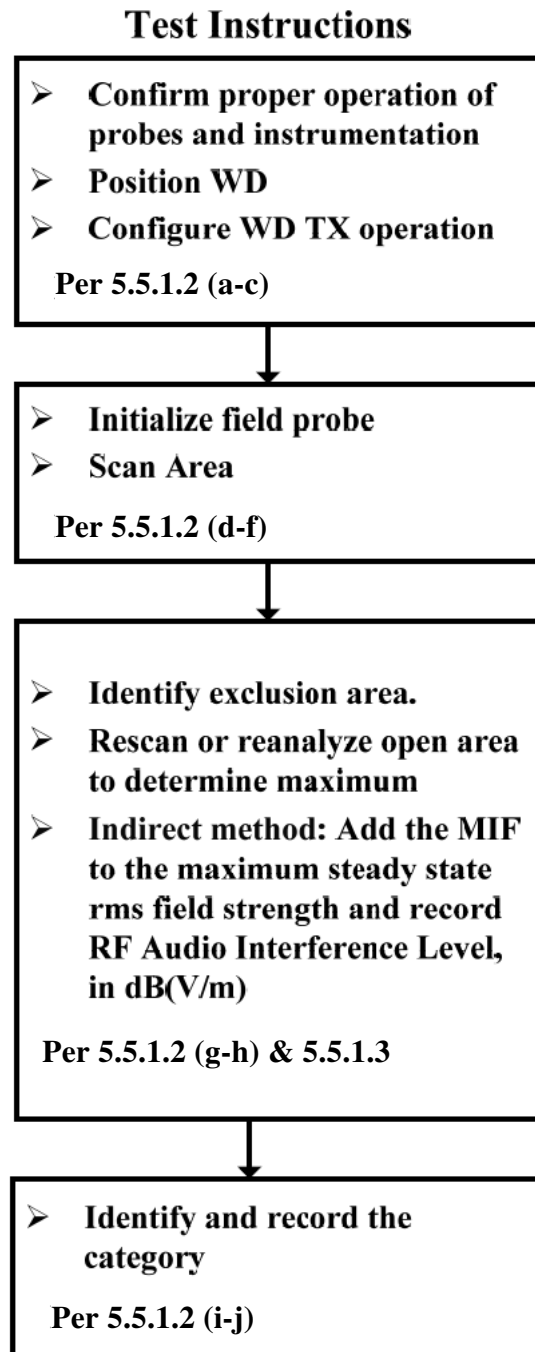 Test Instructions
➢ Confirm proper operation of
probes and instrumentation
➢ Position WD
➢ Configure WD TX operation
Per 5.5.1.2 (a-c)
➢ Initialize field probe
➢ Scan Area
Per 5.5.1.2 (d-f)
➢ Identify exclusion area.
➢ Rescan or reanalyze open area
to determine maximum
➢ Indirect method: Add the MIF
to the maximum steady state
rms field strength and record
RF Audio Interference Level,
in dB(V/m)
Per 5.5.1.2 (g-h) & 5.5.1.3
➢ Identify and record the
category
Per 5.5.1.2 (i-j)